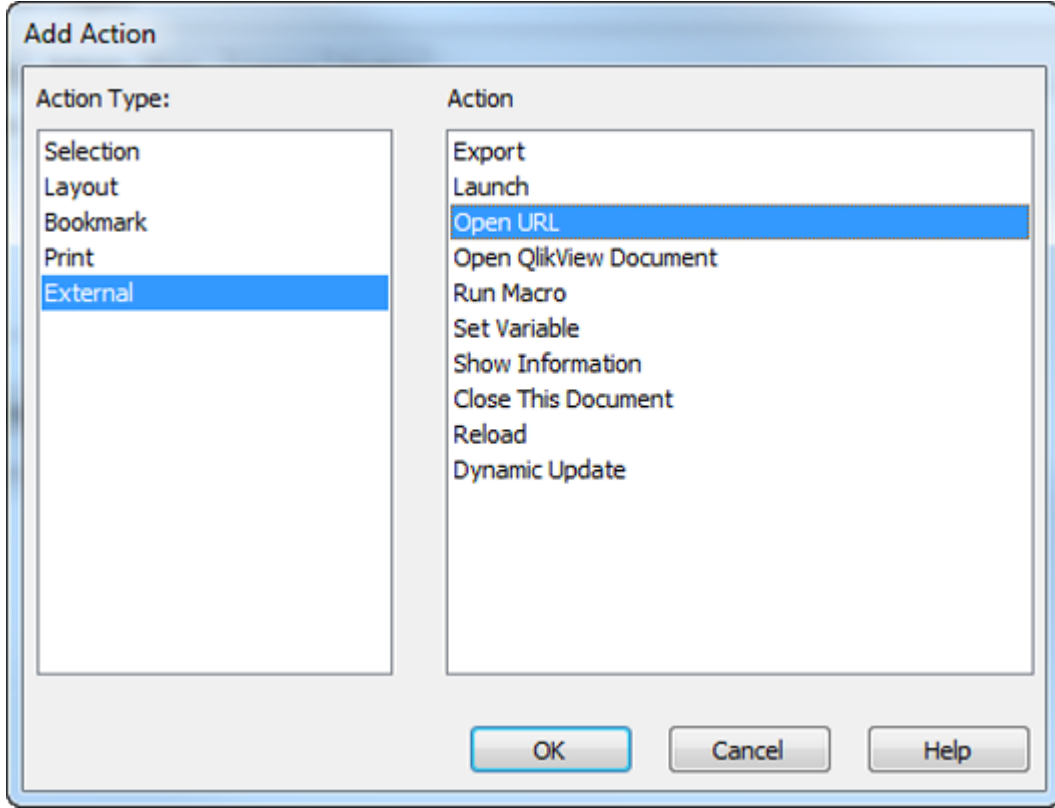 Add Action
Action Type:
Selection
Layout
Bookmark
Print
External
Action
Export
Launch
Open URL
Open QlikView Document
Run Macro
Set Variable
Show Information
Close This Document
Reload
Dynamic Update
OK
Cancel
Help